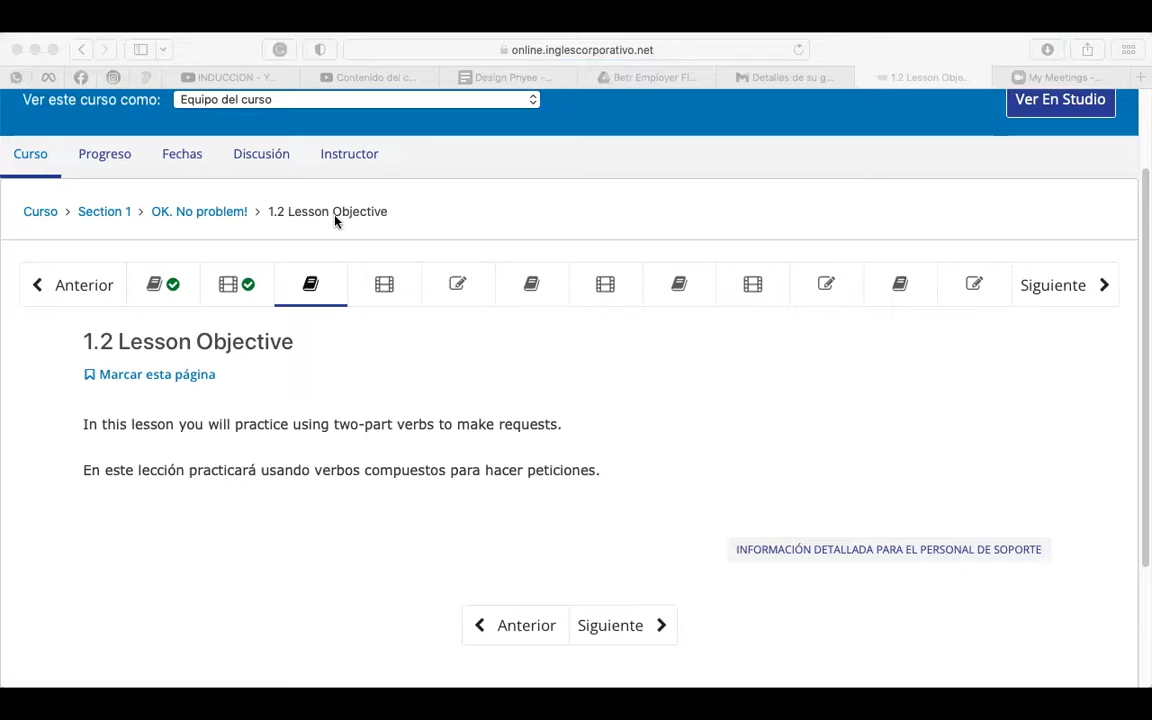 online.inglescorporativo.net
INDUCCION - Y...
Contenido del c...
Design Pnyee -...
Betr Employer Fl...
Detalles de su g...
1.2 Lesson Obje...
My Meetings -...
Ver este curso como:
Equipo del curso
Ver En Studio
Curso
Progreso
Fechas
Discusión
Instructor
Curso > Section 1 > OK. No problem! > 1.2 Lesson Objective
Anterior
Siguiente
1.2 Lesson Objective
Marcar esta página
In this lesson you will practice using two-part verbs to make requests.
En este lección practicará usando verbos compuestos para hacer peticiones.
INFORMACIÓN DETALLADA PARA EL PERSONAL DE SOPORTE
Anterior
Siguiente